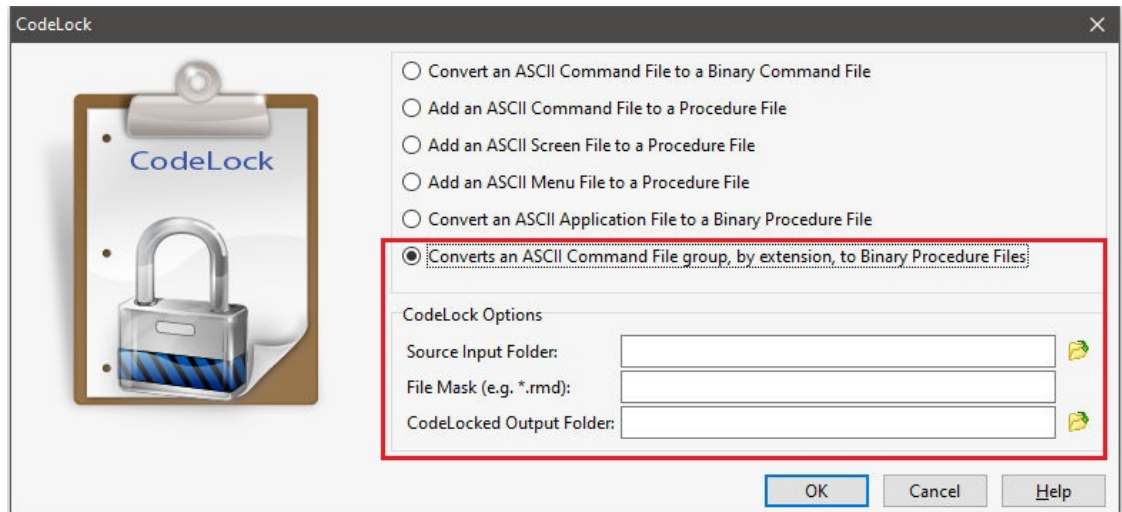 CodeLock
CodeLock
Convert an ASCII Command File to a Binary Command File
Add an ASCII Command File to a Procedure File
Add an ASCII Screen File to a Procedure File
Add an ASCII Menu File to a Procedure File
Convert an ASCII Application File to a Binary Procedure File
Converts an ASCII Command File group, by extension, to Binary Procedure Files
CodeLock Options
Source Input Folder:
File Mask (e.g. *.rmd):
CodeLocked Output Folder:
OK Cancel Help